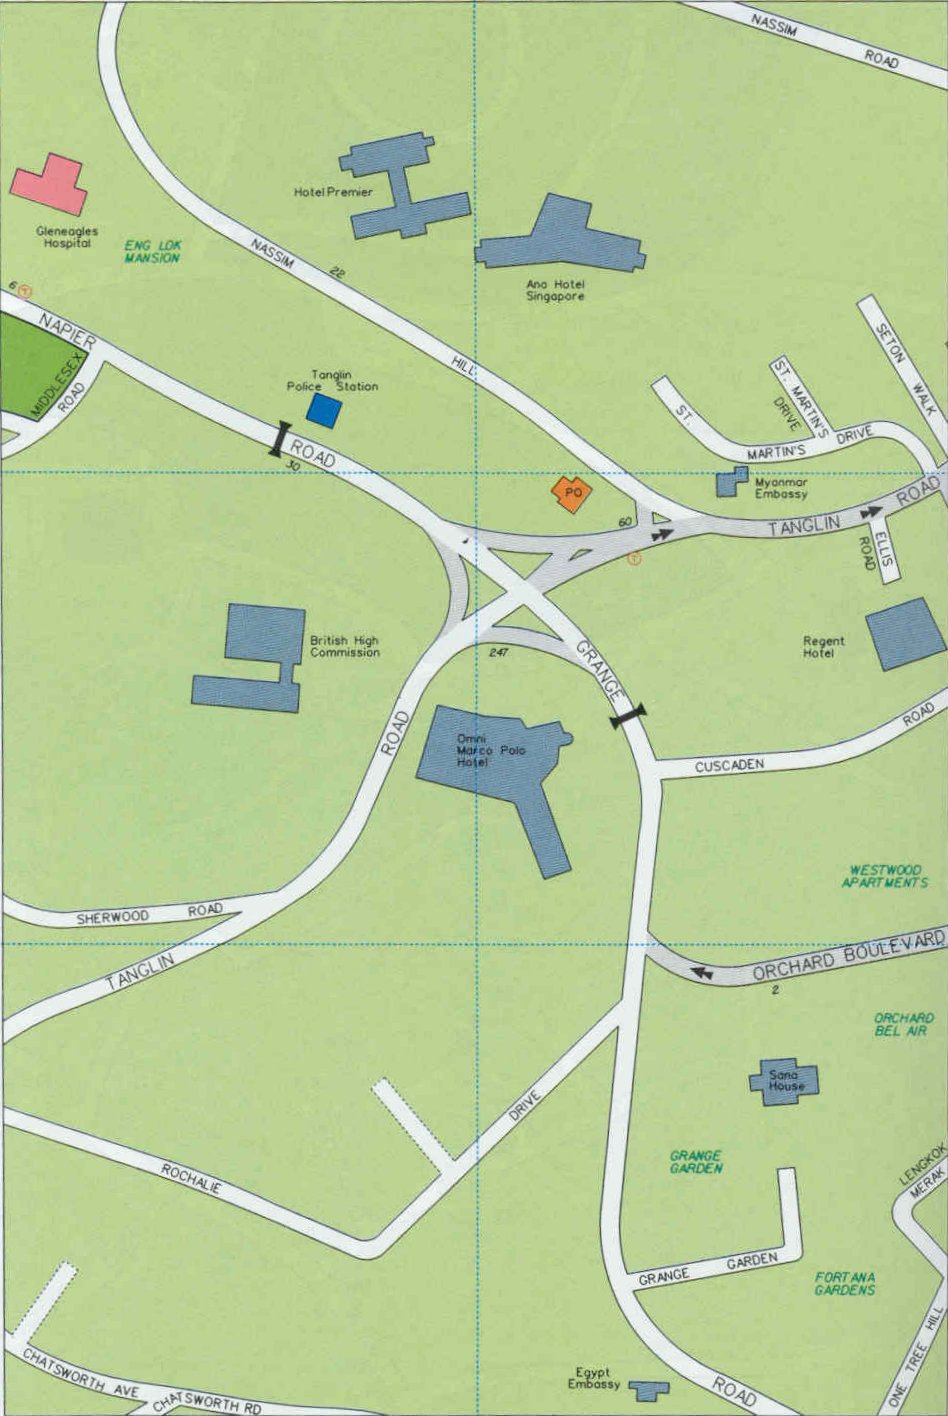 NASSIM
ROAD
Hotel Premier
Gleneagles
Hospital
ENG LOK
MANSION
NASSIM
22
HILL
Ana Hotel
Singapore
6
T
NAPIER
ROAD
30
MIDDLESEX
ROAD
Tanglin
Police Station
SETON
WALK
ST. MARTIN'S
DRIVE
ST.
MARTIN'S
DRIVE
PO
Myanmar
Embassy
60
T
TANGLIN
ROAD
ELLIS
ROAD
British High
Commission
247
GRANGE
Regent
Hotel
ROAD
Omni
Marco Polo
Hotel
CUSCADEN
ROAD
WESTWOOD
APARTMENTS
SHERWOOD
ROAD
TANGLIN
ORCHARD BOULEVARD
2
ORCHARD
BEL AIR
Sana
House
DRIVE
ROCHALIE
GRANGE
GARDEN
LENGKOK
MERAK
GRANGE
GARDEN
FORTANA
GARDENS
ONE TREE HILL
CHATSWORTH AVE
CHATSWORTH RD
Egypt
Embassy
ROAD